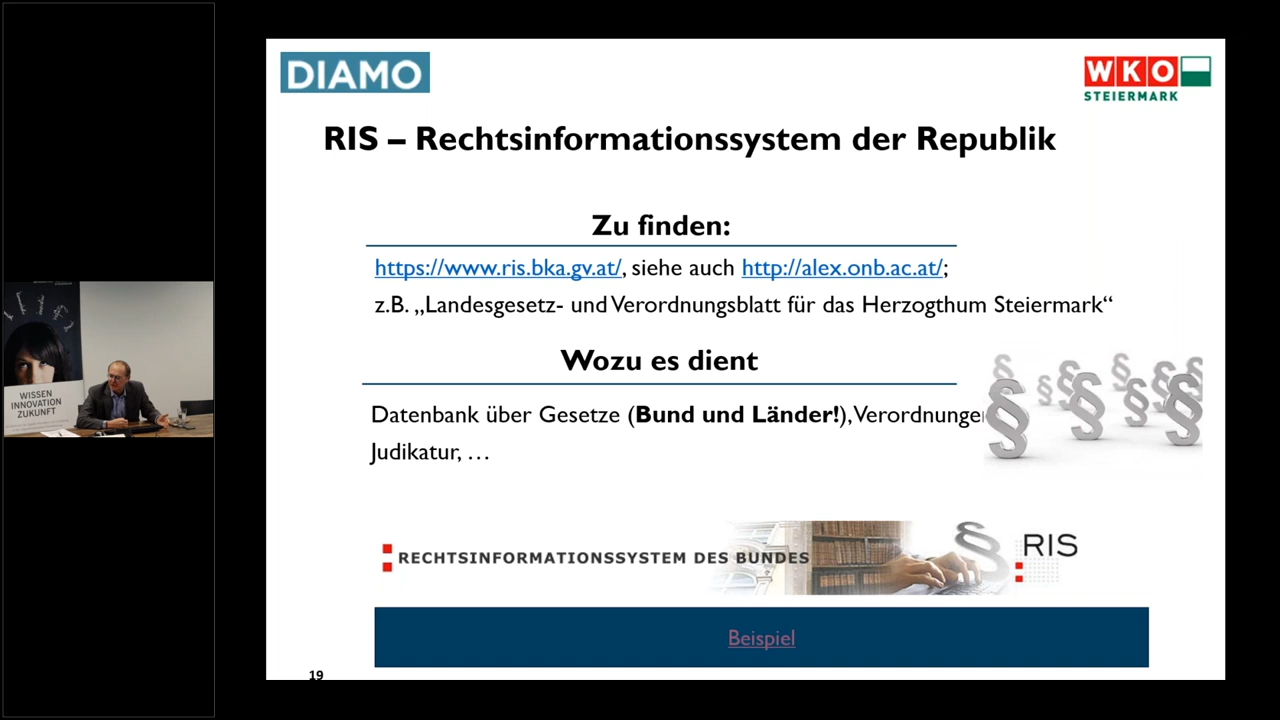 DIAMO
WKO
STEIERMARK
RIS – Rechtsinformationssystem der Republik
Zu finden:
https://www.ris.bka.gv.at/, siehe auch http://alex.onb.ac.at/;
z.B. „Landesgesetz- und Verordnungsblatt für das Herzogthum Steiermark“
Wozu es dient
Datenbank über Gesetze (Bund und Länder!), Verordnungen
Judikatur, …
RECHTSINFORMATIONSSYSTEM DES BUNDES
RIS
Beispiel
19
WISSEN
INNOVATION
ZUKUNFT